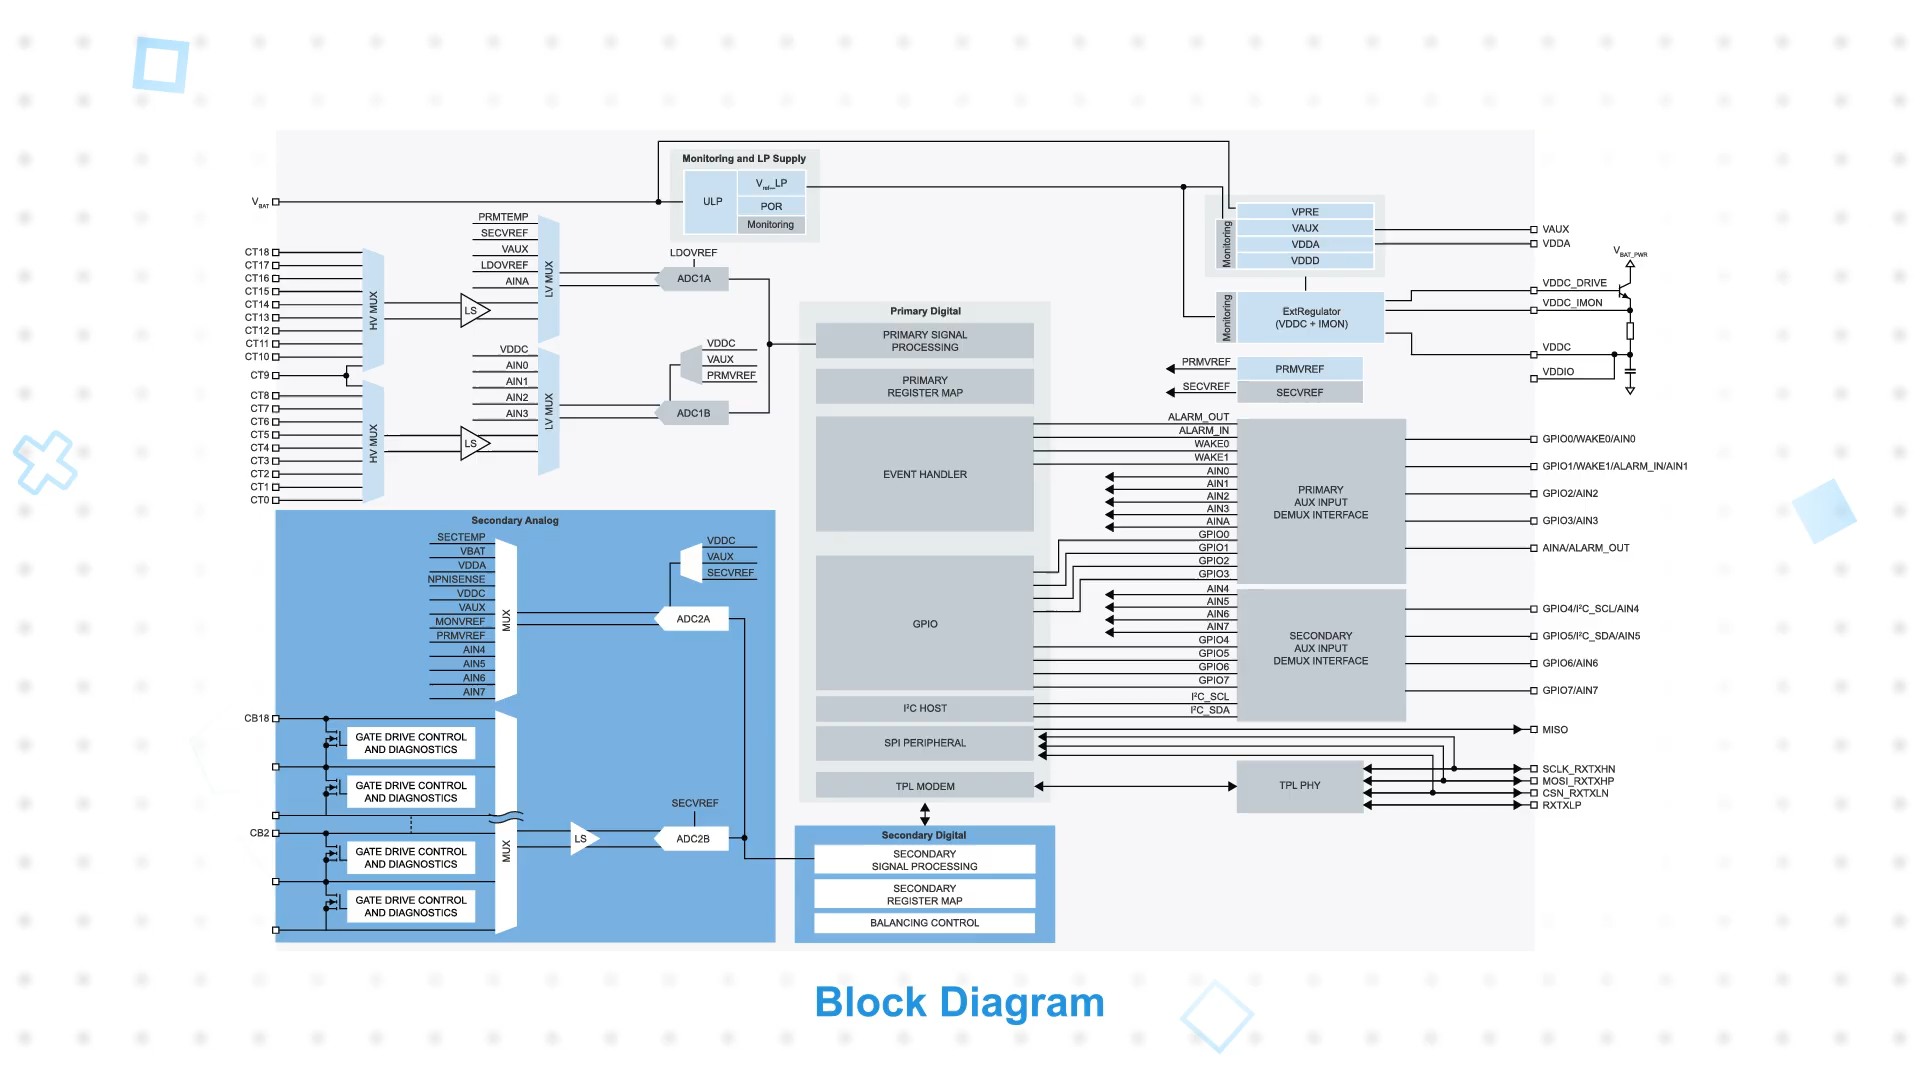 Monitoring and LP Supply
ULP
Vref_LP
POR
Monitoring
VBAT
PRMTEMP
SECVREF
VAUX
LDOVREF
AINA
LV MUX
CT18
CT17
CT16
CT15
CT14
CT13
CT12
CT11
CT10
CT9
CT8
CT7
CT6
CT5
CT4
CT3
CT2
CT1
CT0
HV MUX
HV MUX
LS
LS
VDDC
AIN0
AIN1
AIN2
AIN3
LV MUX
LDOVREF
ADC1A
VDDC
VAUX
PRMVREF
ADC1B
Primary Digital
PRIMARY SIGNAL
PROCESSING
PRIMARY
REGISTER MAP
EVENT HANDLER
GPIO
I²C HOST
SPI PERIPHERAL
TPL MODEM
Monitoring
VPRE
VAUX
VDDA
VDDD
Monitoring
ExtRegulator
(VDDC + IMON)
PRMVREF
PRMVREF
SECVREF
SECVREF
VAUX
VDDA
VBAT_PWR
VDDC_DRIVE
VDDC_IMON
VDDC
VDDIO
ALARM_OUT
ALARM_IN
WAKE0
WAKE1
AIN0
AIN1
AIN2
AIN3
AINA
GPIO0
GPIO1
GPIO2
GPIO3
AIN4
AIN5
AIN6
AIN7
GPIO4
GPIO5
GPIO6
GPIO7
I²C_SCL
I²C_SDA
PRIMARY
AUX INPUT
DEMUX INTERFACE
SECONDARY
AUX INPUT
DEMUX INTERFACE
TPL PHY
GPIO0/WAKE0/AIN0
GPIO1/WAKE1/ALARM_IN/AIN1
GPIO2/AIN2
GPIO3/AIN3
AINA/ALARM_OUT
GPIO4/I²C_SCL/AIN4
GPIO5/I²C_SDA/AIN5
GPIO6/AIN6
GPIO7/AIN7
MISO
SCLK_RXTXHN
MOSI_RXTXHP
CSN_RXTXLN
RXTXLP
Secondary Analog
SECTEMP
VBAT
VDDA
NPNISENSE
VDDC
VAUX
MONVREF
PRMVREF
AIN4
AIN5
AIN6
AIN7
MUX
VDDC
VAUX
SECVREF
ADC2A
CB18
GATE DRIVE CONTROL
AND DIAGNOSTICS
GATE DRIVE CONTROL
AND DIAGNOSTICS
CB2
GATE DRIVE CONTROL
AND DIAGNOSTICS
GATE DRIVE CONTROL
AND DIAGNOSTICS
MUX
LS
SECVREF
ADC2B
Secondary Digital
SECONDARY
SIGNAL PROCESSING
SECONDARY
REGISTER MAP
BALANCING CONTROL
Block Diagram